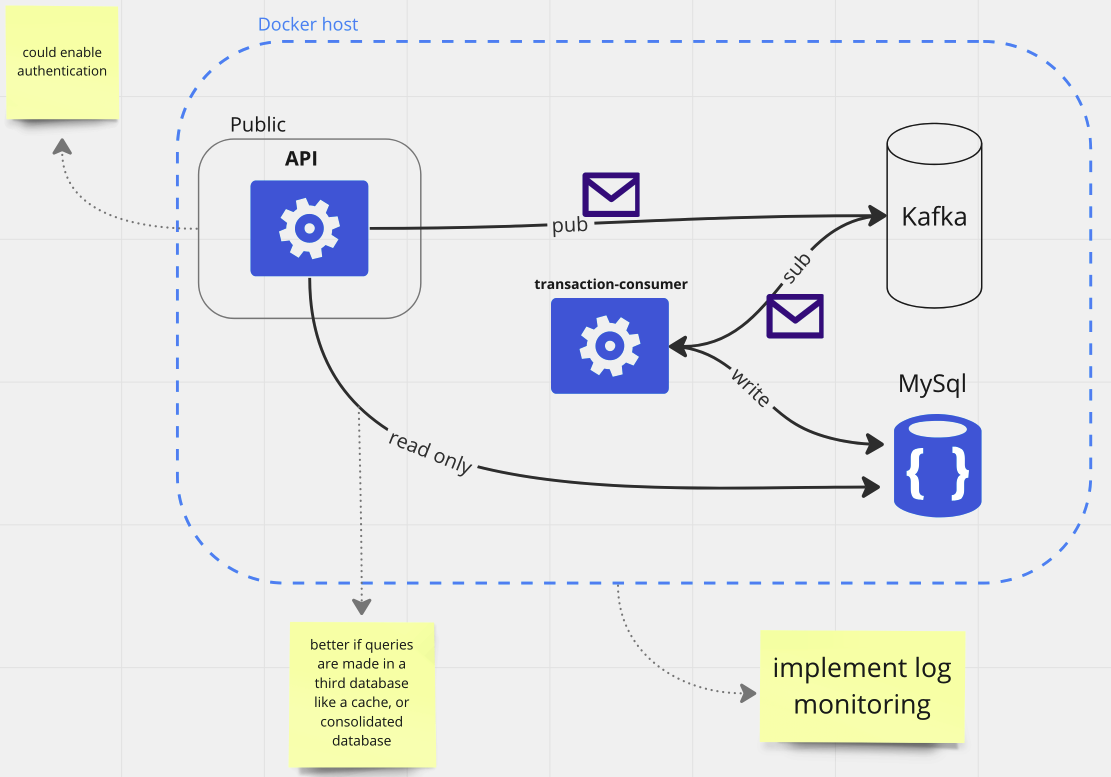 Docker host
could enable
authentication
Public
API
pub
Kafka
sub
transaction-consumer
write
MySql
read only
better if queries
are made in a
third database
like a cache, or
consolidated
database
implement log
monitoring